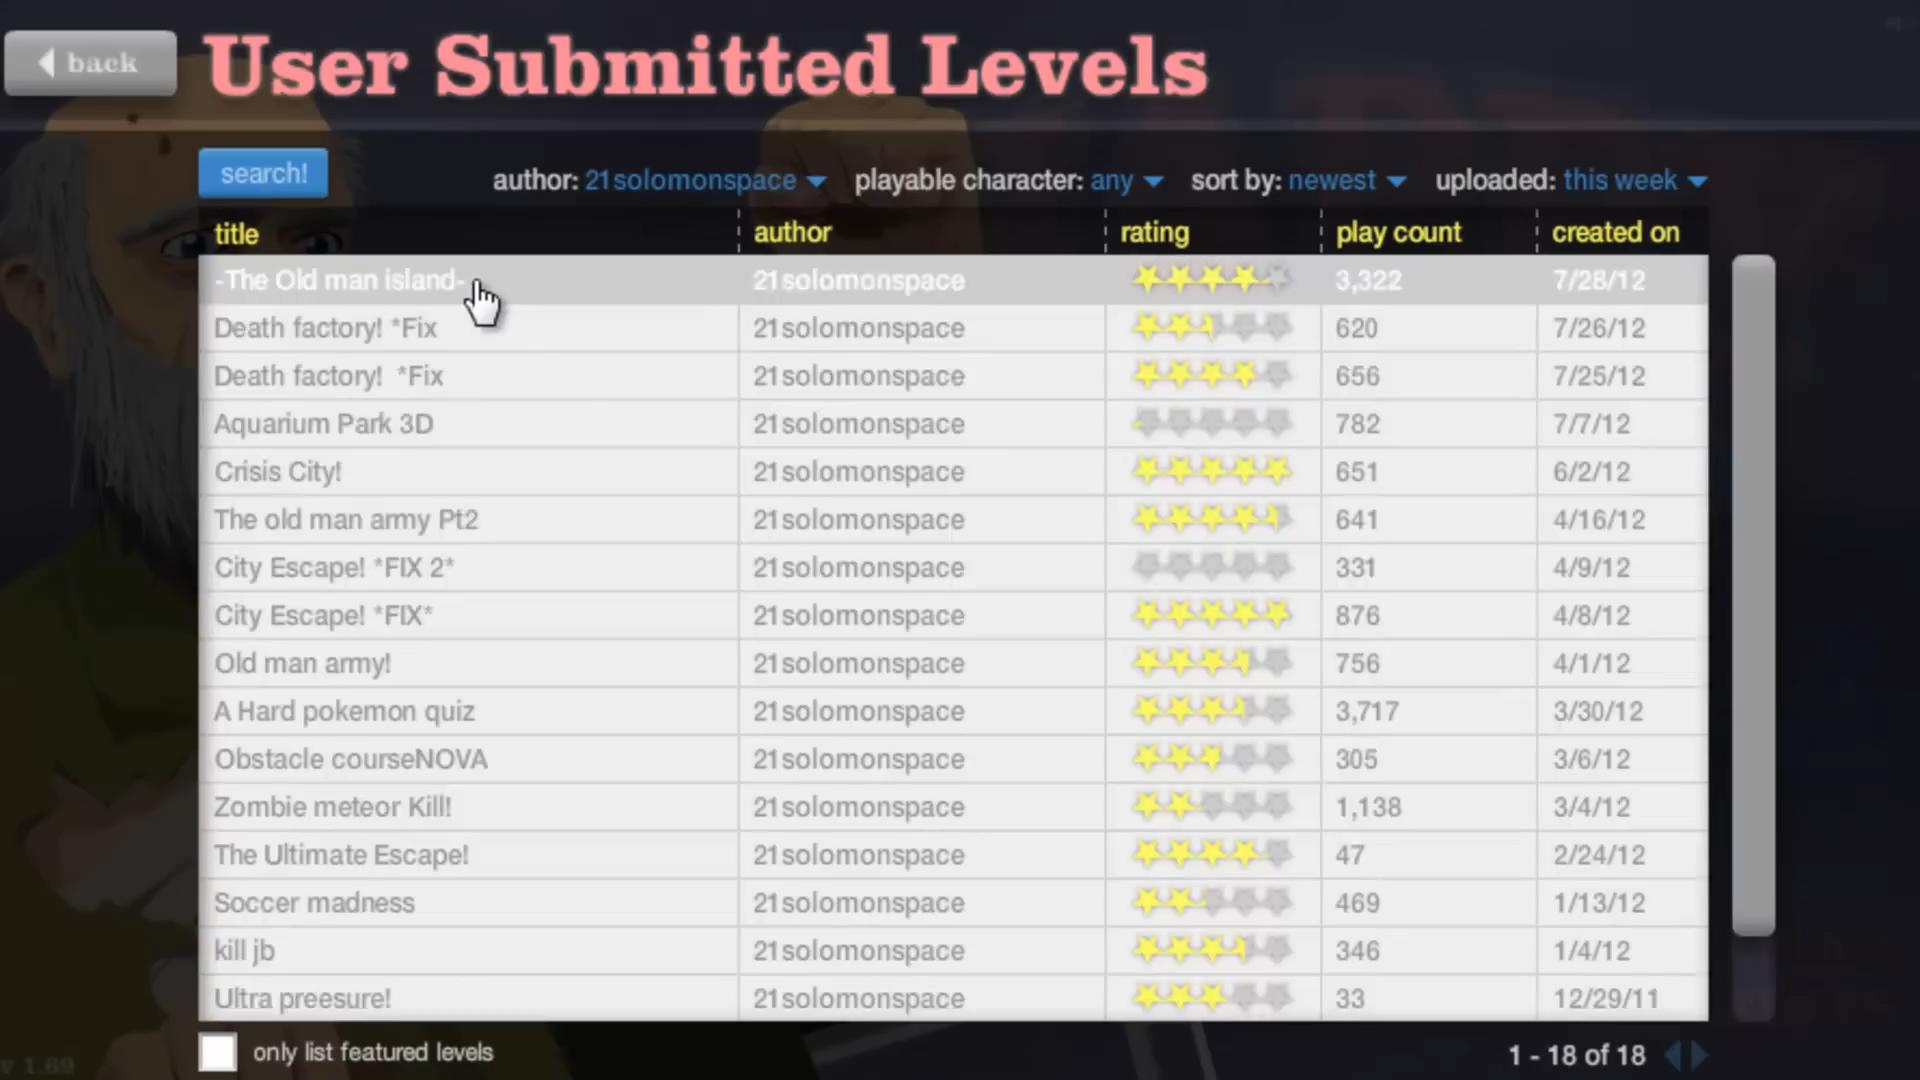 back
User Submitted Levels
search!
author: 21solomonspace playable character: any sort by: newest uploaded: this week
title author rating play count created on
-The Old man island- 21solomonspace 3,322 7/28/12
Death factory! *Fix 21solomonspace 620 7/26/12
Death factory!  *Fix 21solomonspace 656 7/25/12
Aquarium Park 3D 21solomonspace 782 7/7/12
Crisis City! 21solomonspace 651 6/2/12
The old man army Pt2 21solomonspace 641 4/16/12
City Escape! *FIX 2* 21solomonspace 331 4/9/12
City Escape! *FIX* 21solomonspace 876 4/8/12
Old man army! 21solomonspace 756 4/1/12
A Hard pokemon quiz 21solomonspace 3,717 3/30/12
Obstacle courseNOVA 21solomonspace 305 3/6/12
Zombie meteor Kill! 21solomonspace 1,138 3/4/12
The Ultimate Escape! 21solomonspace 47 2/24/12
Soccer madness 21solomonspace 469 1/13/12
kill jb 21solomonspace 346 1/4/12
Ultra preesure! 21solomonspace 33 12/29/11
only list featured levels 1 - 18 of 18
v 1.69